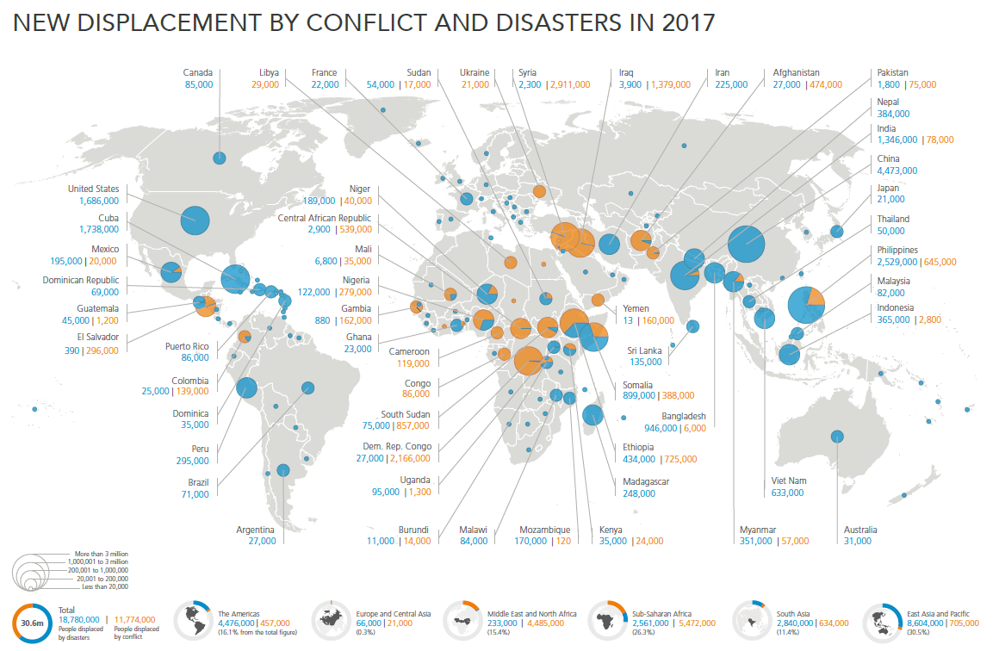 NEW DISPLACEMENT BY CONFLICT AND DISASTERS IN 2017
Canada
85,000
Libya
29,000
France
22,000
Sudan
54,000 | 17,000
Ukraine
21,000
Syria
2,300 | 2,911,000
Iraq
3,900 | 1,379,000
Iran
225,000
Afghanistan
27,000 | 474,000
Pakistan
1,800 | 75,000
Nepal
384,000
India
1,346,000 | 78,000
China
4,473,000
Japan
21,000
Thailand
50,000
Philippines
2,529,000 | 645,000
Malaysia
82,000
Indonesia
365,000 | 2,800
United States
1,686,000
Cuba
1,738,000
Mexico
195,000 | 20,000
Dominican Republic
69,000
Guatemala
45,000 | 1,200
El Salvador
390 | 296,000
Puerto Rico
86,000
Colombia
25,000 | 139,000
Dominica
35,000
Peru
295,000
Brazil
71,000
Argentina
27,000
Niger
189,000 | 40,000
Central African Republic
2,900 | 539,000
Mali
6,800 | 35,000
Nigeria
122,000 | 279,000
Gambia
880 | 162,000
Ghana
23,000
Cameroon
119,000
Congo
86,000
South Sudan
75,000 | 857,000
Dem. Rep. Congo
27,000 | 2,166,000
Uganda
95,000 | 1,300
Burundi
11,000 | 14,000
Malawi
84,000
Mozambique
170,000 | 120
Kenya
35,000 | 24,000
Yemen
13 | 160,000
Sri Lanka
135,000
Somalia
899,000 | 388,000
Bangladesh
946,000 | 6,000
Ethiopia
434,000 | 725,000
Madagascar
248,000
Viet Nam
633,000
Myanmar
351,000 | 57,000
Australia
31,000
More than 3 million
1,000,001 to 3 million
200,001 to 1,000,000
20,001 to 200,000
Less than 20,000
30.6m
Total
18,780,000 | 11,774,000
People displaced by disasters
People displaced by conflict
The Americas
4,476,000 | 457,000
(16.1% from the total figure)
Europe and Central Asia
66,000 | 21,000
(0.3%)
Middle East and North Africa
233,000 | 4,485,000
(15.4%)
Sub-Saharan Africa
2,561,000 | 5,472,000
(26.3%)
South Asia
2,840,000 | 634,000
(11.4%)
East Asia and Pacific
8,604,000 | 705,000
(30.5%)